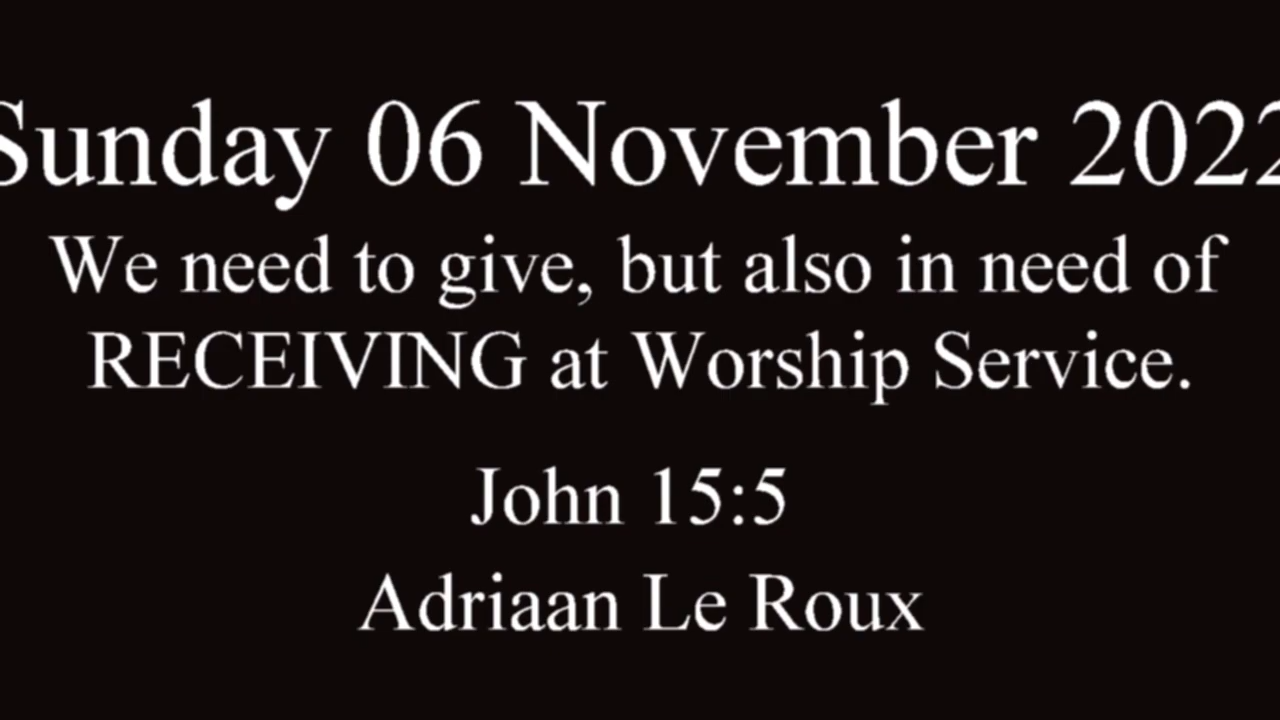 Sunday 06 November 2022
We need to give, but also in need of
RECEIVING at Worship Service.
John 15:5
Adriaan Le Roux